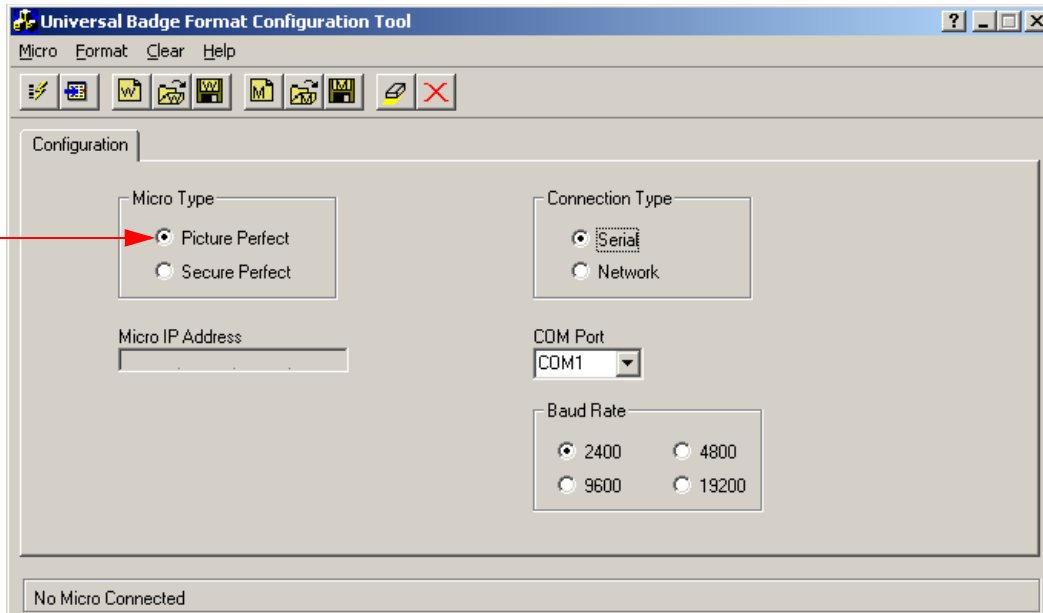 Universal Badge Format Configuration Tool
Micro Format Clear Help
W W W M M M
Configuration
Micro Type
Picture Perfect
Secure Perfect
Connection Type
Serial
Network
Micro IP Address
COM Port
COM1
Baud Rate
2400 4800
9600 19200
No Micro Connected